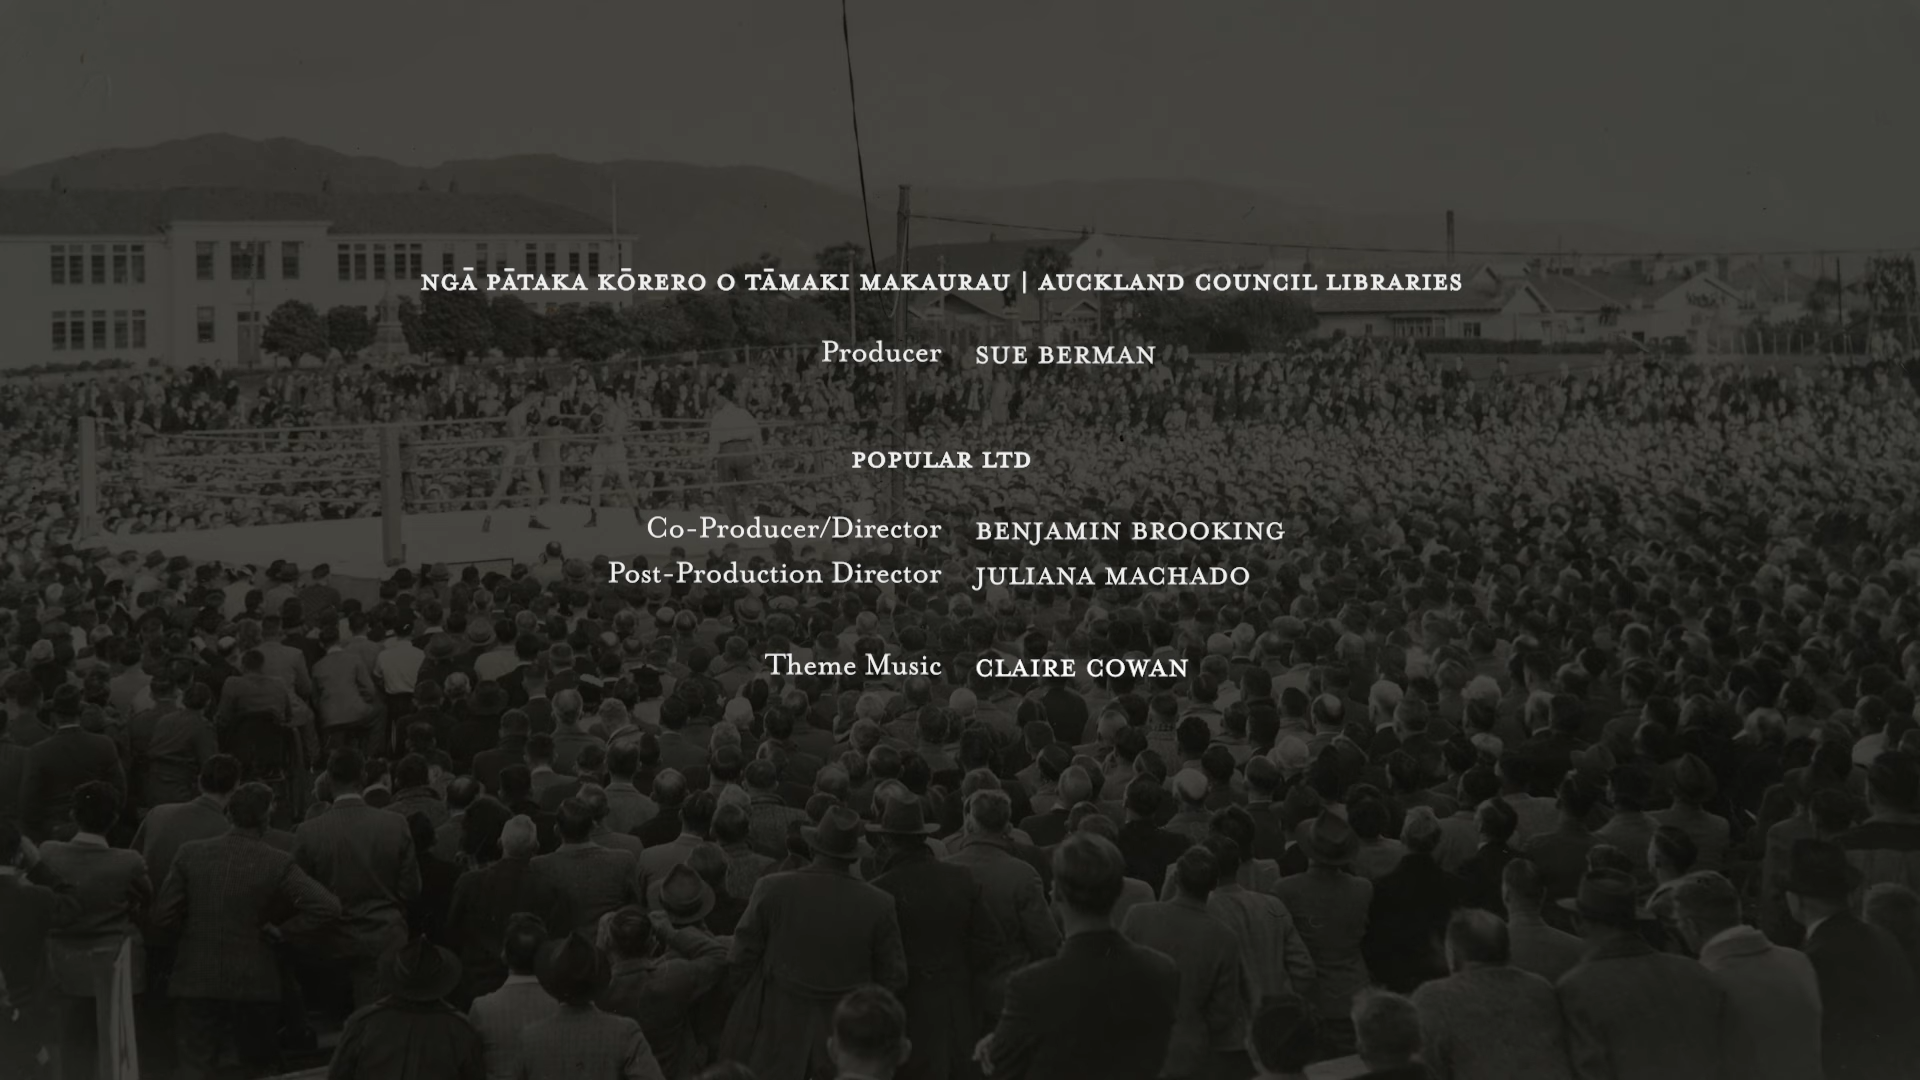 NGĀ PĀTAKA KŌRERO O TĀMAKI MAKAURAU | AUCKLAND COUNCIL LIBRARIES
Producer SUE BERMAN
POPULAR LTD
Co-Producer/Director BENJAMIN BROOKING
Post-Production Director JULIANA MACHADO
Theme Music CLAIRE COWAN